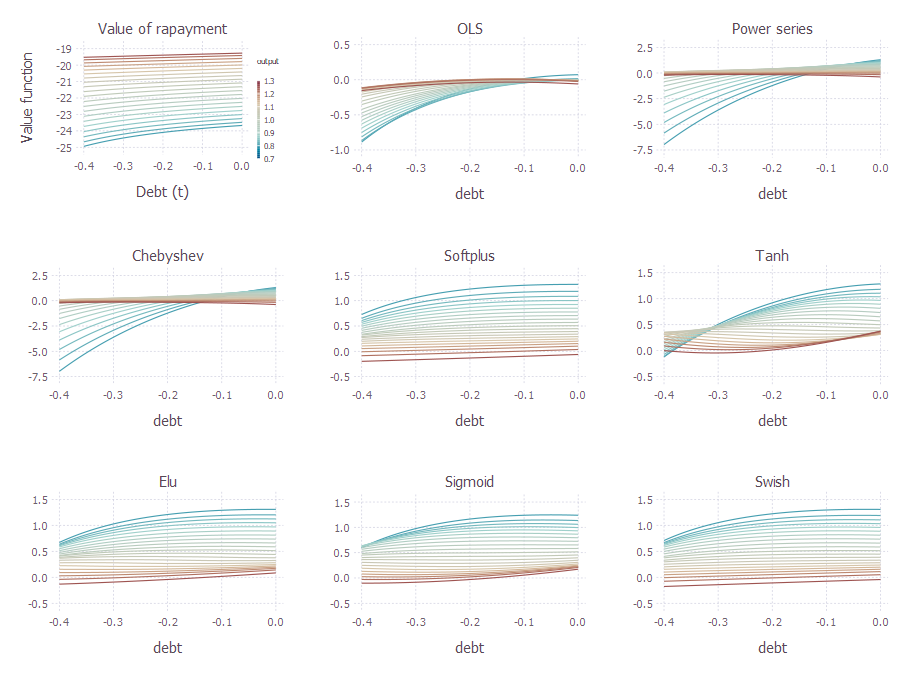 Value of repayment
Value function
-19
-20
-21
-22
-23
-24
-25
-0.4 -0.3 -0.2 -0.1 0.0
Debt (t)
output
1.3
1.2
1.1
1.0
0.9
0.8
0.7
OLS
0.5
0.0
-0.5
-1.0
-0.4 -0.3 -0.2 -0.1 0.0
debt
Power series
2.5
0.0
-2.5
-5.0
-7.5
-0.4 -0.3 -0.2 -0.1 0.0
debt
Chebyshev
2.5
0.0
-2.5
-5.0
-7.5
-0.4 -0.3 -0.2 -0.1 0.0
debt
Softplus
1.5
1.0
0.5
0.0
-0.5
-0.4 -0.3 -0.2 -0.1 0.0
debt
Tanh
1.5
1.0
0.5
0.0
-0.5
-0.4 -0.3 -0.2 -0.1 0.0
debt
Elu
1.5
1.0
0.5
0.0
-0.5
-0.4 -0.3 -0.2 -0.1 0.0
debt
Sigmoid
1.5
1.0
0.5
0.0
-0.5
-0.4 -0.3 -0.2 -0.1 0.0
debt
Swish
1.5
1.0
0.5
0.0
-0.5
-0.4 -0.3 -0.2 -0.1 0.0
debt